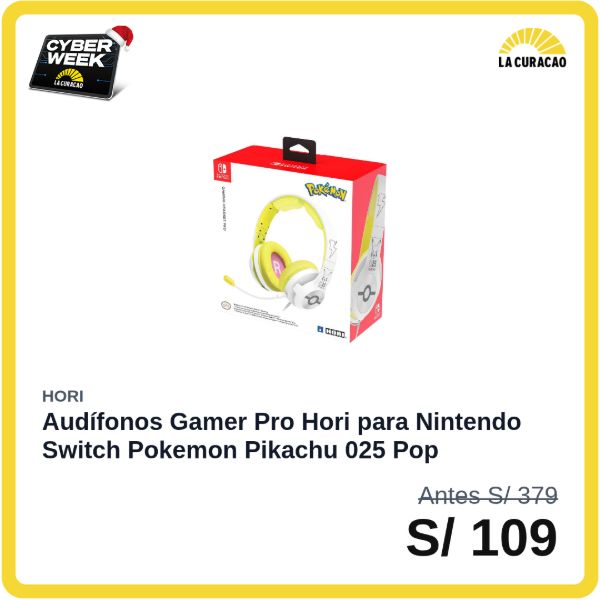 CYBER
WEEK
LA CURACAO
LA CURACAO
POKÉMON
HORI
HORI
Audífonos Gamer Pro Hori para Nintendo
Switch Pokemon Pikachu 025 Pop
Antes S/ 379
S/ 109